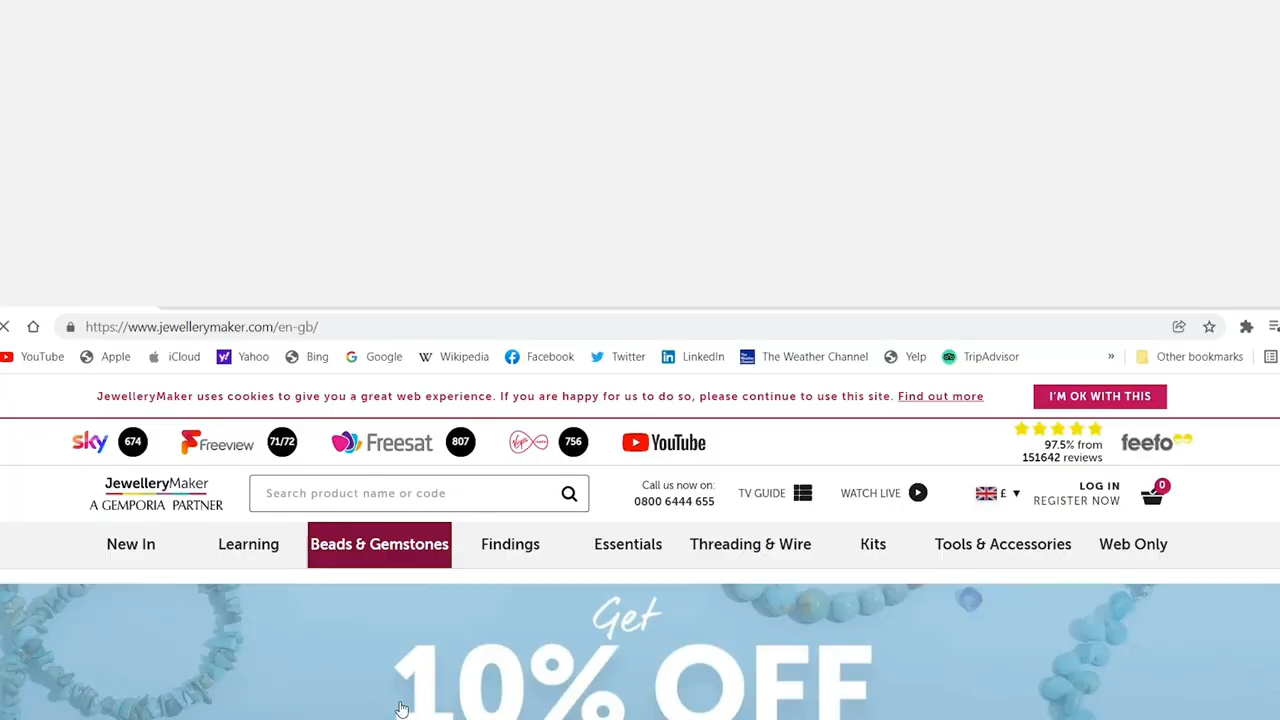 https://www.jewellerymaker.com/en-gb/
YouTube Apple iCloud Yahoo Bing Google Wikipedia Facebook Twitter LinkedIn The Weather Channel Yelp TripAdvisor » Other bookmarks
JewelleryMaker uses cookies to give you a great web experience. If you are happy for us to do so, please continue to use this site. Find out more I'M OK WITH THIS
sky 674 Freeview 71/72 Freesat 807 Virgin media 756 YouTube 97.5% from feefo
151642 reviews
JewelleryMaker
A GEMPORIA PARTNER
Search product name or code
Call us now on:
0800 6444 655
TV GUIDE WATCH LIVE £ ▼ LOG IN
REGISTER NOW
0
New In Learning Beads & Gemstones Findings Essentials Threading & Wire Kits Tools & Accessories Web Only
Get
10% OFF